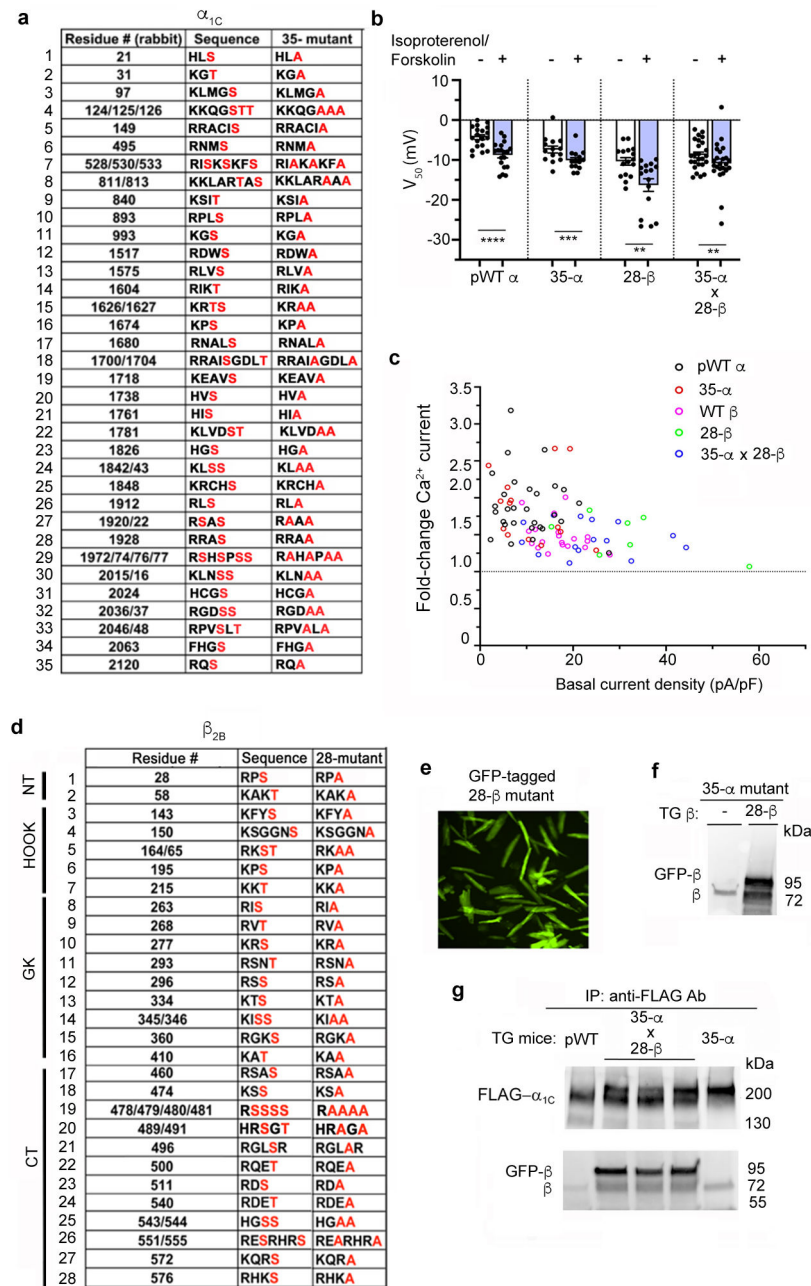 a
α1C
Residue # (rabbit) Sequence 35- mutant
1 21 HLS HLA
2 31 KGT KGA
3 97 KLMGS KLMGA
4 124/125/126 KKQGSTT KKQGAAA
5 149 RRACIS RRACIA
6 495 RNMS RNMA
7 528/530/533 RISKSKFS RIAKAKFA
8 811/813 KKLARTAS KKLARAAA
9 840 KSIT KSIA
10 893 RPLS RPLA
11 993 KGS KGA
12 1517 RDWS RDWA
13 1575 RLVS RLVA
14 1604 RIKT RIKA
15 1626/1627 KRTS KRAA
16 1674 KPS KPA
17 1680 RNALS RNALA
18 1700/1704 RRAISGDLT RRAIAGDLA
19 1718 KEAVS KEAVA
20 1738 HVS HVA
21 1761 HIS HIA
22 1781 KLVDST KLVDAA
23 1826 HGS HGA
24 1842/43 KLSS KLAA
25 1848 KRCHS KRCHA
26 1912 RLS RLA
27 1920/22 RSAS RAAA
28 1928 RRAS RRAA
29 1972/74/76/77 RSHSPSS RAHAPAA
30 2015/16 KLNSS KLNAA
31 2024 HCGS HCGA
32 2036/37 RGDSS RGDAA
33 2046/48 RPVSLT RPVALA
34 2063 FHGS FHGA
35 2120 RQS RQA
b
Isoproterenol/
Forskolin - + - + - + - +
V50 (mV)
10
0
-10
-20
-30
**** *** ** **
pWT α 35-α 28-β 35-α
x
28-β
c
pWT α
35-α
WT β
28-β
35-α x 28-β
Fold-change Ca2+ current
3.5
3.0
2.5
2.0
1.5
1.0
0.5
0
0 20 40 60 80
Basal current density (pA/pF)
d
β2B
Residue # Sequence 28-mutant
NT
1 28 RPS RPA
2 58 KAKT KAKA
HOOK
3 143 KFYS KFYA
4 150 KSGGNS KSGGNA
5 164/65 RKST RKAA
6 195 KPS KPA
7 215 KKT KKA
GK
8 263 RIS RIA
9 268 RVT RVA
10 277 KRS KRA
11 293 RSNT RSNA
12 296 RSS RSA
13 334 KTS KTA
14 345/346 KISS KIAA
15 360 RGKS RGKA
16 410 KAT KAA
CT
17 460 RSAS RSAA
18 474 KSS KSA
19 478/479/480/481 RSSSS RAAAA
20 489/491 HRSGT HRAGA
21 496 RGLSR RGLAR
22 500 RQET RQEA
23 511 RDS RDA
24 540 RDET RDEA
25 543/544 HGSS HGAA
26 551/555 RESRHRS REARHRA
27 572 KQRS KQRA
28 576 RHKS RHKA
e
GFP-tagged
28-β mutant
f
35-α mutant
TG β: - 28-β
kDa
GFP-β 95
β 72
g
IP: anti-FLAG Ab
TG mice: pWT 35-α
x
28-β 35-α
kDa
FLAG–α1C 200
130
GFP-β 95
β 72
55